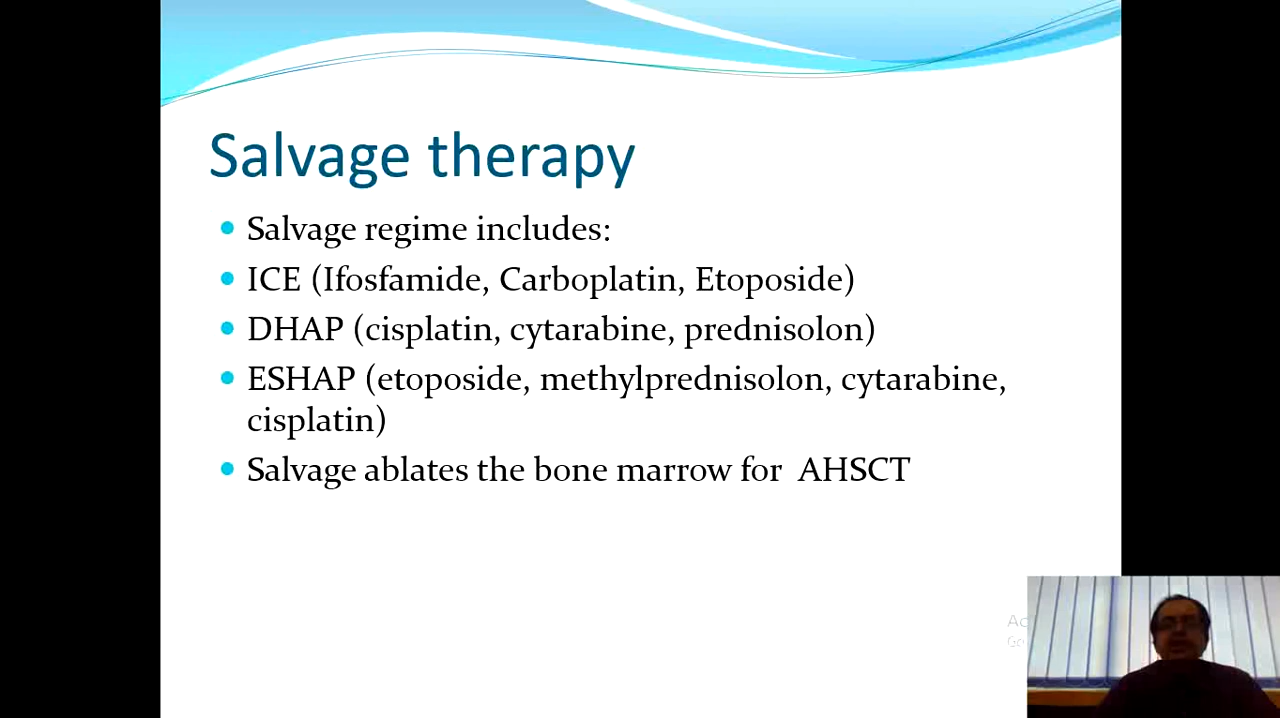 Salvage therapy
Salvage regime includes:
ICE (Ifosfamide, Carboplatin, Etoposide)
DHAP (cisplatin, cytarabine, prednisolon)
ESHAP (etoposide, methylprednisolon, cytarabine,
cisplatin)
Salvage ablates the bone marrow for AHSCT